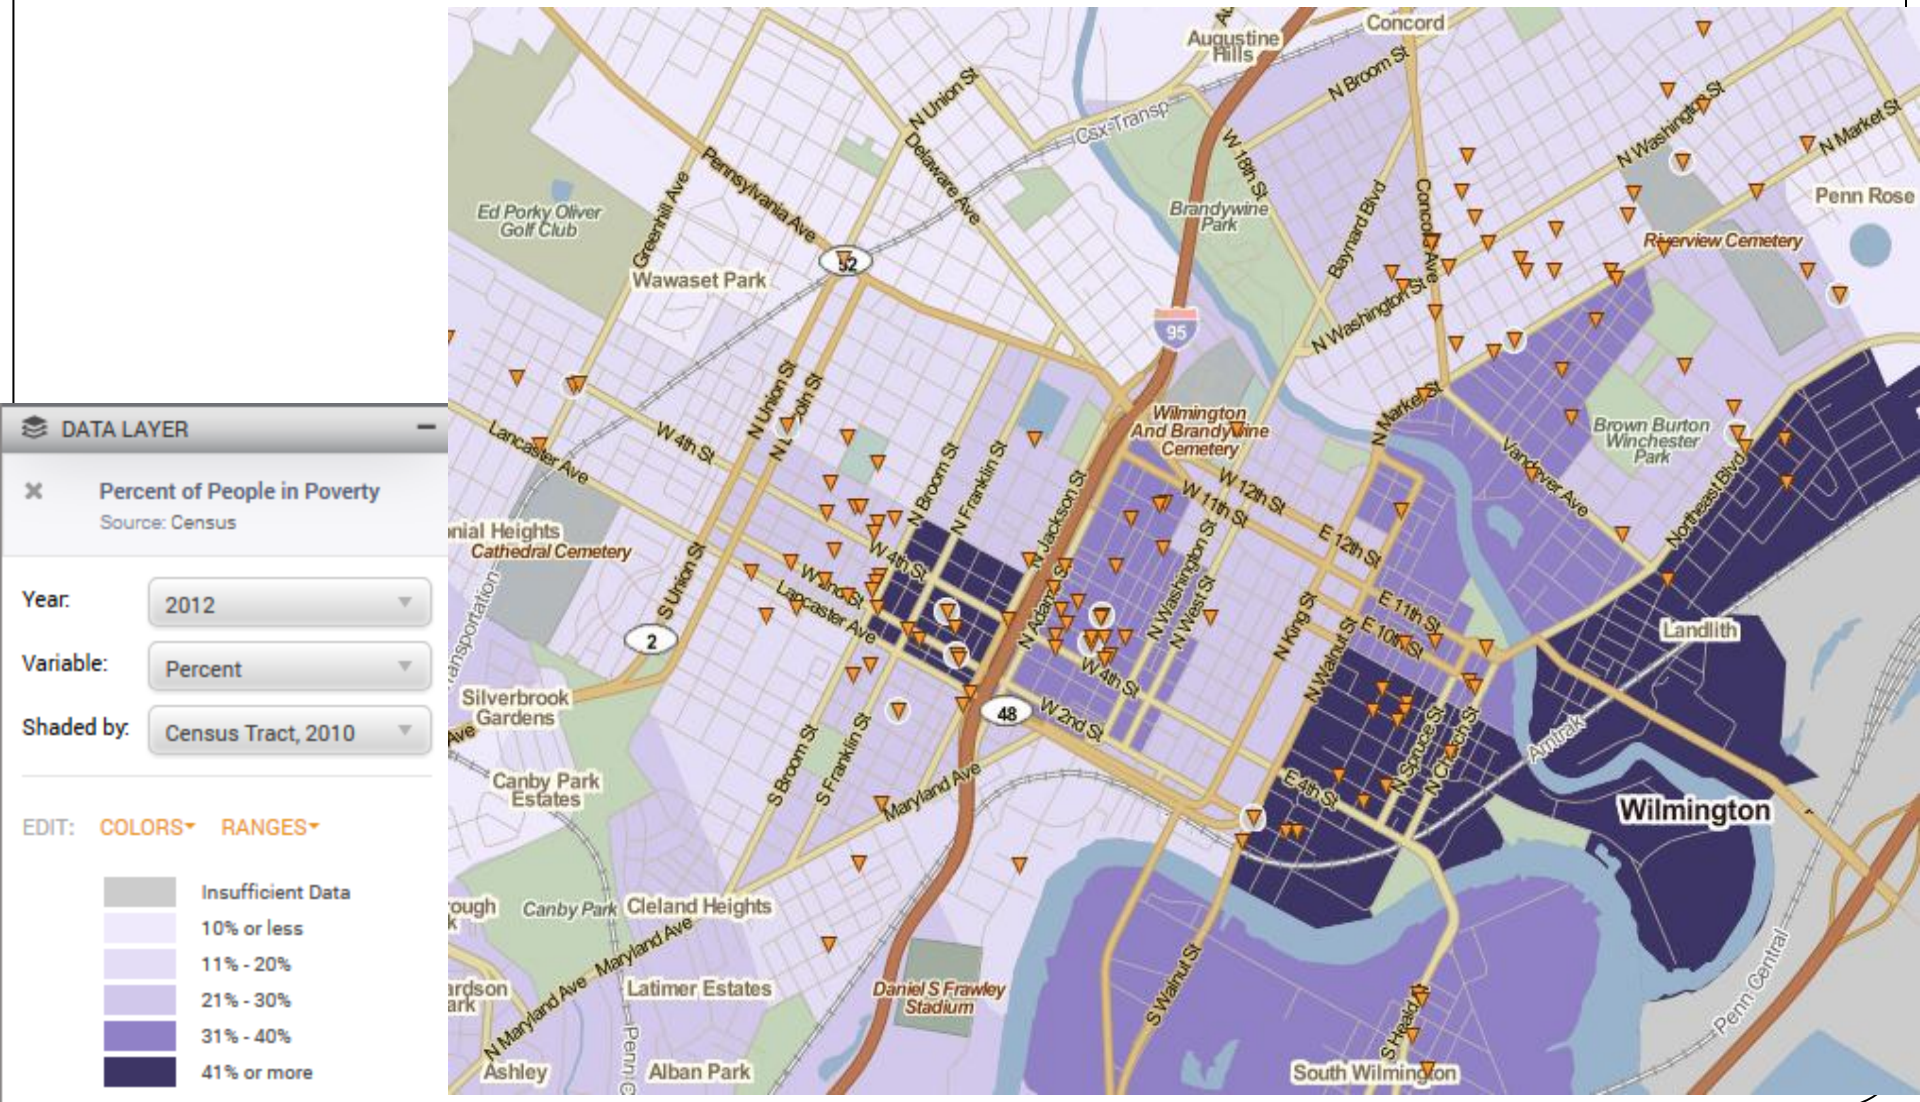 DATA LAYER
Percent of People in Poverty
Source: Census
Year:
2012
Variable:
Percent
Shaded by:
Census Tract, 2010
EDIT:
COLORS
RANGES
Insufficient Data
10% or less
11% - 20%
21% - 30%
31% - 40%
41% or more
Concord
Augustine
Hills
N Broom St
N Union St
Csx-Transp
N Washington St
N Market St
Delaware Ave
Pennsylvania Ave
W 18th St
Greenhill Ave
Baynard Blvd
Concord Ave
Penn Rose
Ed Porky Oliver
Golf Club
Brandywine
Park
Riverview Cemetery
52
Wawaset Park
N Washington St
95
N Union St
N Market St
Wilmington
And Brandywine
Cemetery
Brown Burton
Winchester
Park
Lancaster Ave
W 4th St
N Broom St
N Franklin St
N Jackson St
W 12th St
W 11th St
Vandever Ave
Northeast Blvd
nial Heights
Cathedral Cemetery
W 4th St
E 12th St
N Washington St
N West St
S Union St
W 2nd St
Lancaster Ave
N Adams St
N King St
N Walnut St
E 11th St
E 10th St
Landlith
2
W 4th St
Silverbrook
Gardens
48
W 2nd St
Ave
N Spruce St
N Church St
Amtrak
Canby Park
Estates
S Broom St
S Franklin St
Maryland Ave
E 4th St
Wilmington
ough
k
Canby Park
Cleland Heights
Maryland Ave
Penn Central
ardson
ark
Latimer Estates
Daniel S Frawley
Stadium
S Walnut St
S Heald St
N Maryland Ave
Penn C
Ashley
Alban Park
South Wilmington